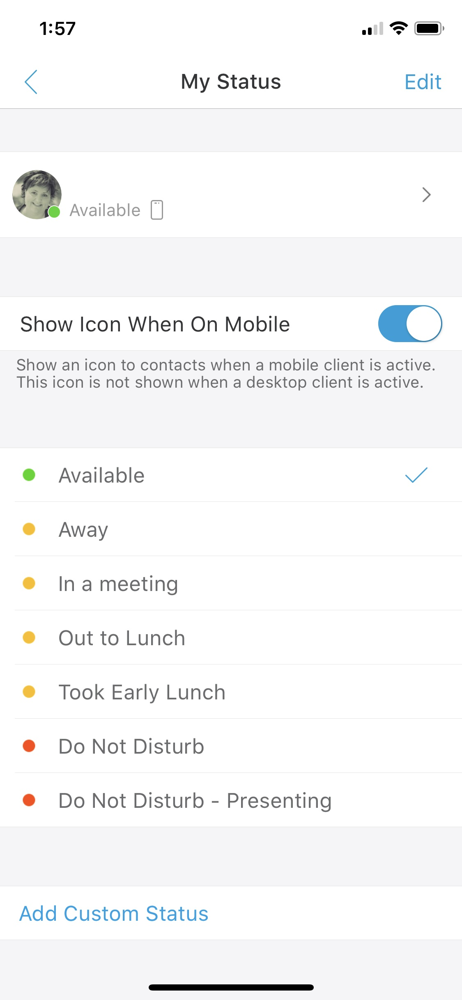 1:57
My Status
Edit
Available
Show Icon When On Mobile
Show an icon to contacts when a mobile client is active.
This icon is not shown when a desktop client is active.
Available
Away
In a meeting
Out to Lunch
Took Early Lunch
Do Not Disturb
Do Not Disturb - Presenting
Add Custom Status